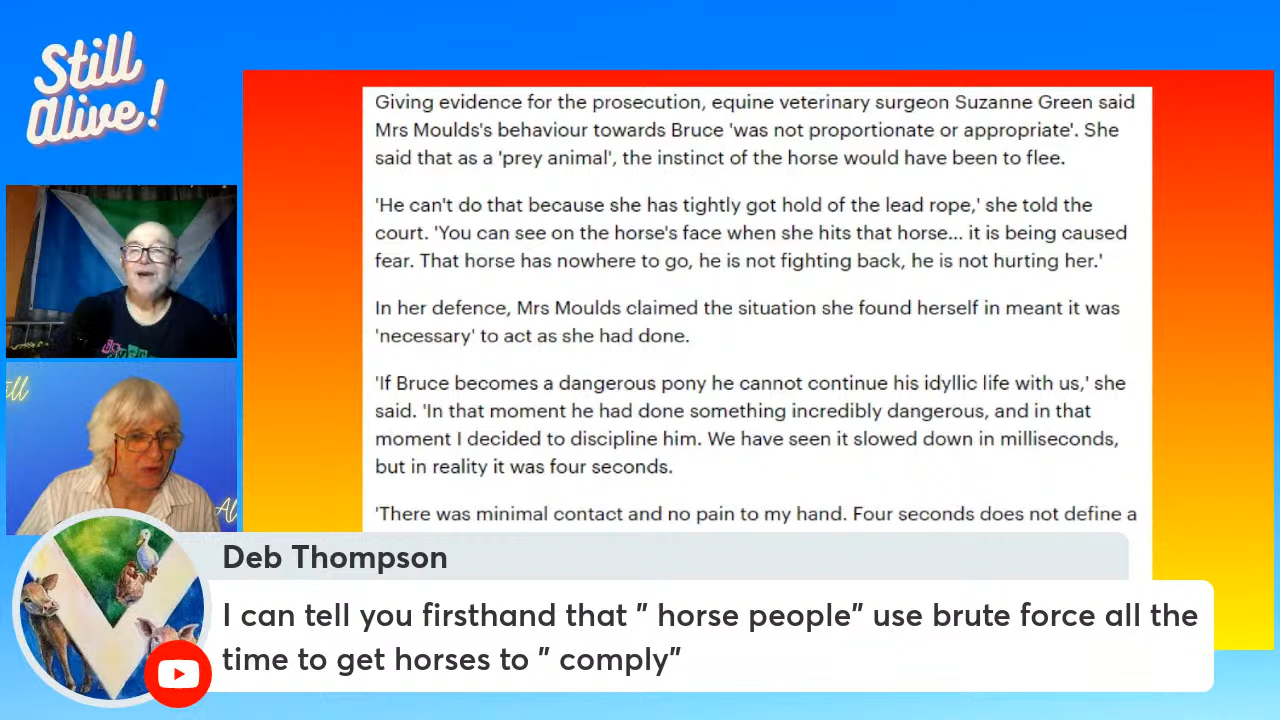 Still
Alive!
Giving evidence for the prosecution, equine veterinary surgeon Suzanne Green said
Mrs Moulds's behaviour towards Bruce 'was not proportionate or appropriate'. She
said that as a 'prey animal', the instinct of the horse would have been to flee.
'He can't do that because she has tightly got hold of the lead rope,' she told the
court. 'You can see on the horse's face when she hits that horse... it is being caused
fear. That horse has nowhere to go, he is not fighting back, he is not hurting her.'
In her defence, Mrs Moulds claimed the situation she found herself in meant it was
'necessary' to act as she had done.
'If Bruce becomes a dangerous pony he cannot continue his idyllic life with us,' she
said. 'In that moment he had done something incredibly dangerous, and in that
moment I decided to discipline him. We have seen it slowed down in milliseconds,
but in reality it was four seconds.
'There was minimal contact and no pain to my hand. Four seconds does not define a
Deb Thompson
I can tell you firsthand that " horse people" use brute force all the
time to get horses to " comply"